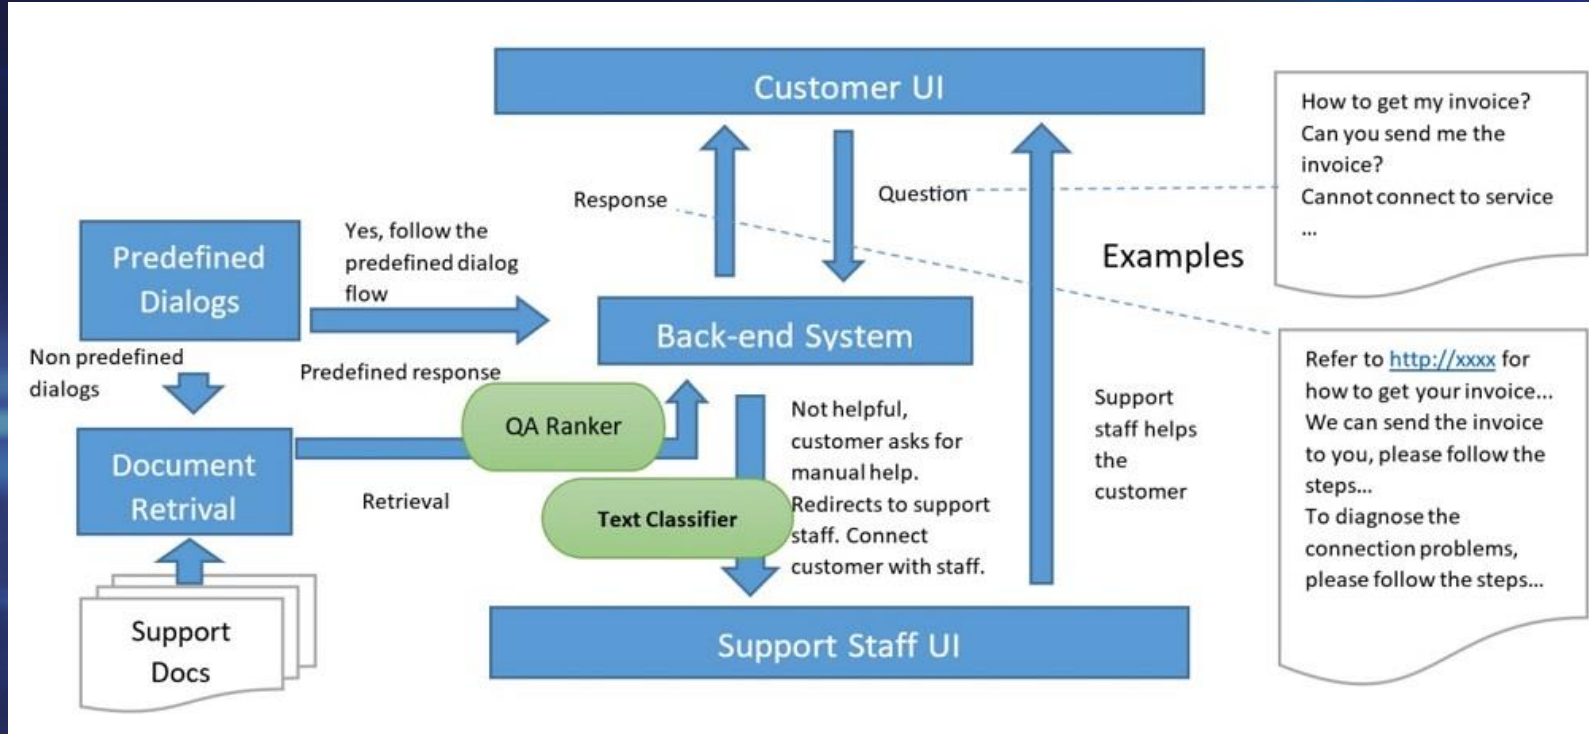 Customer UI
How to get my invoice?
Can you send me the
invoice?
Cannot connect to service
...
Response
Question
Examples
Predefined
Dialogs
Yes, follow the
predefined dialog
flow
Back-end System
Non predefined
dialogs
Predefined response
Refer to http://xxxx for
how to get your invoice...
We can send the invoice
to you, please follow the
steps...
To diagnose the
connection problems,
please follow the steps...
QA Ranker
Document
Retrival
Retrieval
Text Classifier
Not helpful,
customer asks for
manual help.
Redirects to support
staff. Connect
customer with staff.
Support
staff helps
the
customer
Support
Docs
Support Staff UI